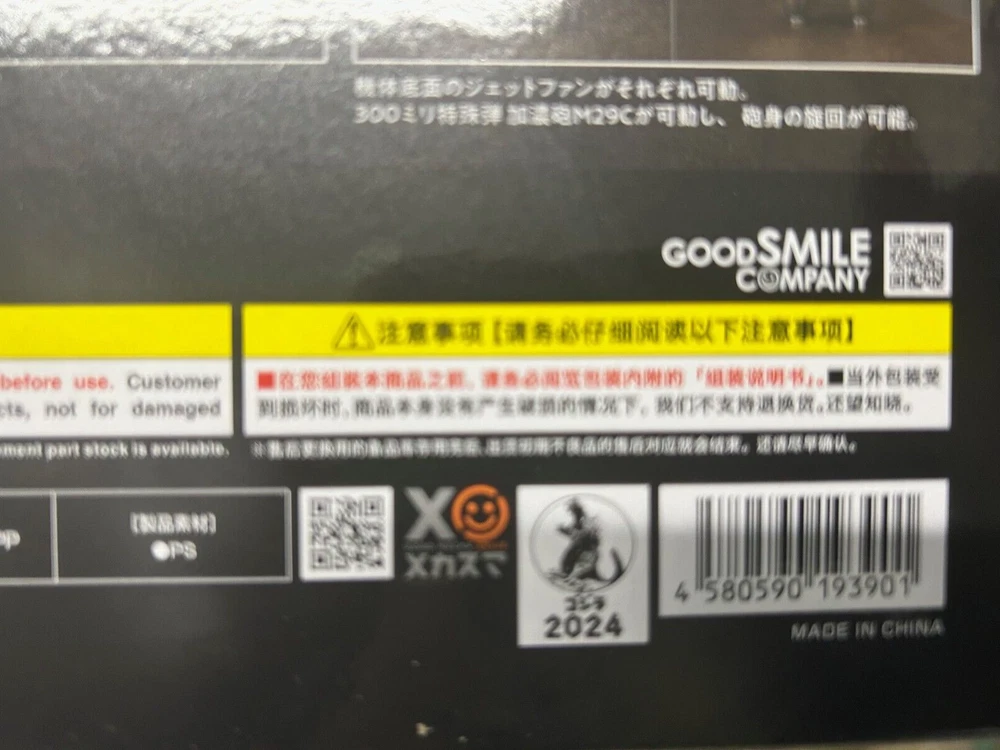 機体底面のジェットファンがそれぞれ可動。
300ミリ特殊弾加濃砲M29Cが可動し、砲身の旋回が可能。
GOODSMILE
COMPANY
注意事项【请务必仔细阅读以下注意事项】
before use. Customer
cts, not for damaged
ment part stock is available.
■在您组装本商品之前，请务必阅览包装内附的「组装说明书」。■当外包装受
到损坏时，商品本身没有产生破损的情况下，我们不支持退换货。还望知晓。
pp
【製品素材】
●PS
メカスマ
ゴジラ
2024
4 580590 193901
MADE IN CHINA